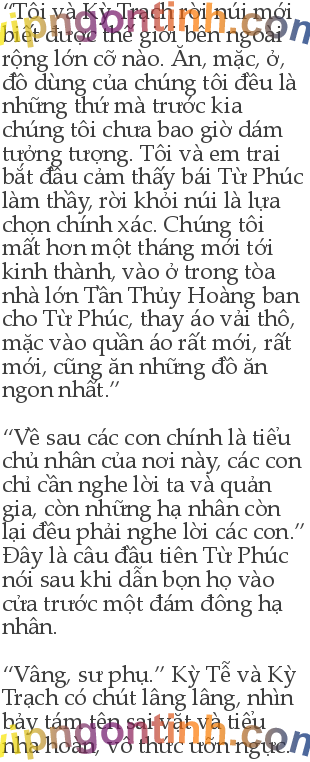 “Tôi và Kỳ Trạch rời núi mới
biết được thế giới bên ngoài
rộng lớn cỡ nào. Ăn, mặc, ở,
đồ dùng của chúng tôi đều là
những thứ mà trước kia
chúng tôi chưa bao giờ dám
tưởng tượng. Tôi và em trai
bắt đầu cảm thấy bái Từ Phúc
làm thầy, rời khỏi núi là lựa
chọn chính xác. Chúng tôi
mất hơn một tháng mới tới
kinh thành, vào ở trong tòa
nhà lớn Tần Thủy Hoàng ban
cho Từ Phúc, thay áo vải thô,
mặc vào quần áo rất mới, rất
mới, cũng ăn những đồ ăn
ngon nhất.”
“Về sau các con chính là tiểu
chủ nhân của nơi này, các con
chỉ cần nghe lời ta và quản
gia, còn những hạ nhân còn
lại đều phải nghe lời các con.”
Đây là câu đầu tiên Từ Phúc
nói sau khi dẫn bọn họ vào
cửa trước một đám đông hạ
nhân.
“Vâng, sư phụ.” Kỳ Tễ và Kỳ
Trạch có chút lâng lâng, nhìn
bảy tám tên sai vặt và tiểu
nha hoàn, vô thức ưỡn ngực.
vipngontinh.com
vipngontinh.com